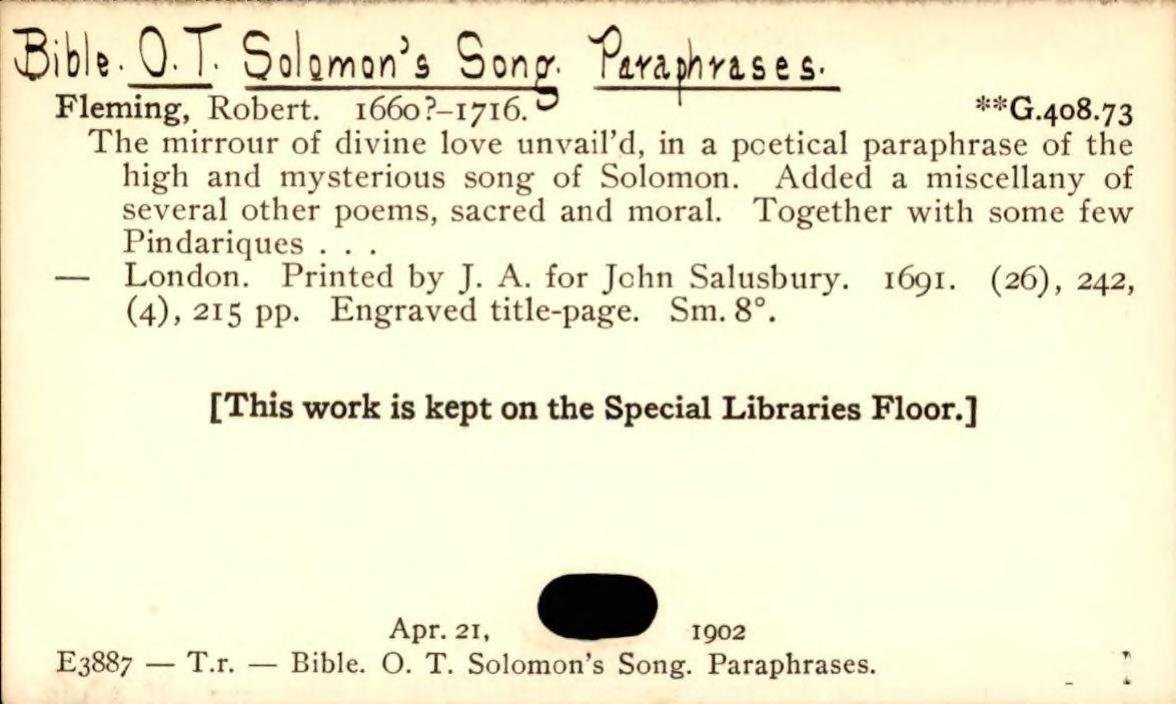 Bible. O. T. Solomon's Song. Paraphrases.
Fleming, Robert. 1660?-1716. **G.408.73
The mirrour of divine love unvail'd, in a poetical paraphrase of the
high and mysterious song of Solomon. Added a miscellany of
several other poems, sacred and moral. Together with some few
Pindariques . . .
— London. Printed by J. A. for John Salusbury. 1691. (26), 242,
(4), 215 pp. Engraved title-page. Sm. 8°.
[This work is kept on the Special Libraries Floor.]
Apr. 21, 1902
E3887 — T.r. — Bible. O. T. Solomon's Song. Paraphrases.